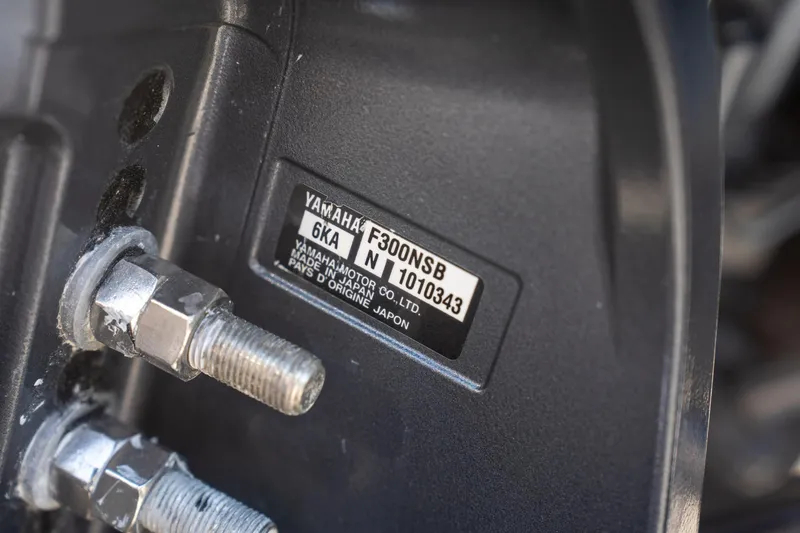 YAMAHA F300NSB
6KA N 1010343
YAMAHA MOTOR CO.,LTD.
MADE IN JAPAN
PAYS D'ORIGINE JAPON